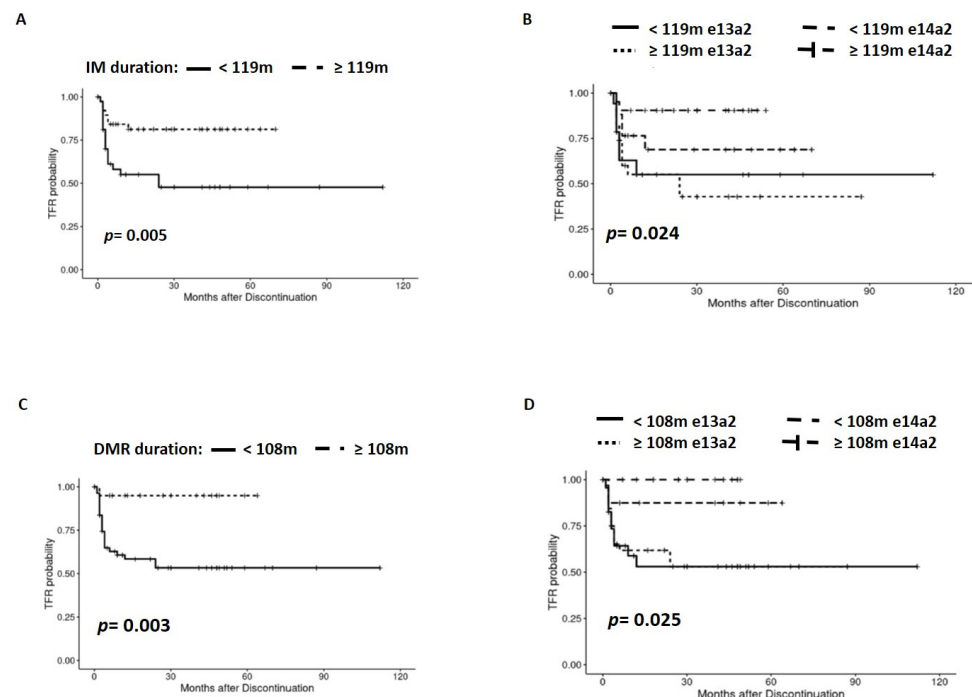 A
IM duration: < 119m ≥ 119m
1.00
0.75
0.50
0.25
0.00
TFR probability
p= 0.005
0 30 60 90 120
Months after Discontinuation
B
< 119m e13a2 < 119m e14a2
≥ 119m e13a2 ≥ 119m e14a2
1.00
0.75
0.50
0.25
0.00
TFR probability
p= 0.024
0 30 60 90 120
Months after Discontinuation
C
DMR duration: < 108m ≥ 108m
1.00
0.75
0.50
0.25
0.00
TFR probability
p= 0.003
0 30 60 90 120
Months after Discontinuation
D
< 108m e13a2 < 108m e14a2
≥ 108m e13a2 ≥ 108m e14a2
1.00
0.75
0.50
0.25
0.00
TFR probability
p= 0.025
0 30 60 90 120
Months after Discontinuation